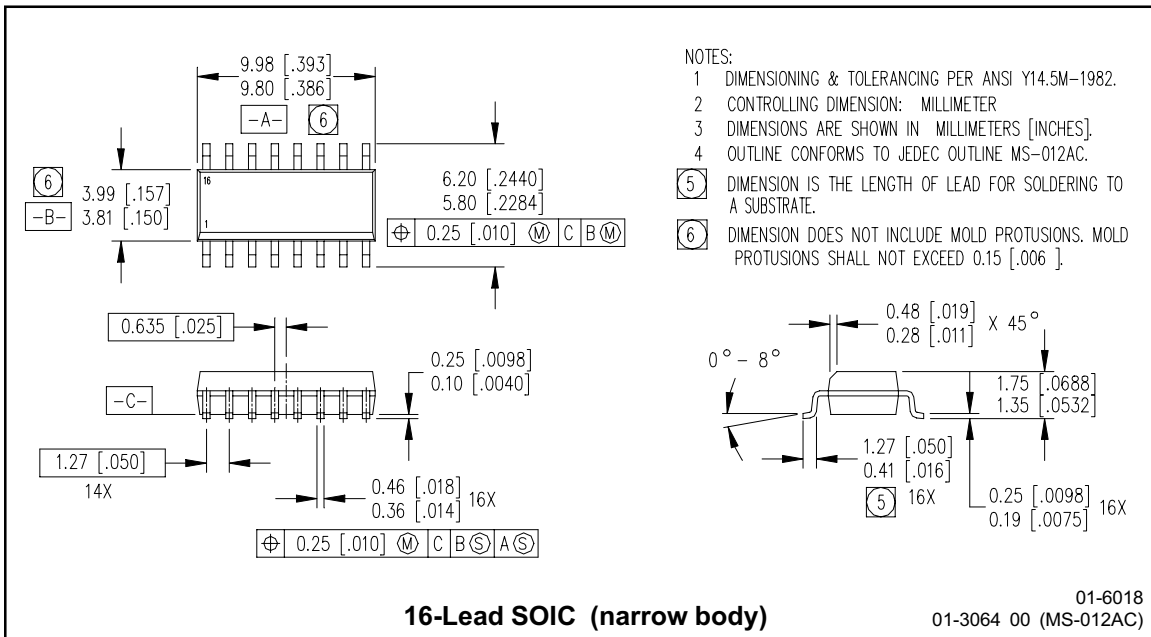 9.98 [.393]
9.80 [.386]
-A- 6
6
3.99 [.157]
3.81 [.150]
-B-
16
1
6.20 [.2440]
5.80 [.2284]
⌖ 0.25 [.010] Ⓜ C B Ⓜ
NOTES:
1 DIMENSIONING & TOLERANCING PER ANSI Y14.5M-1982.
2 CONTROLLING DIMENSION: MILLIMETER
3 DIMENSIONS ARE SHOWN IN MILLIMETERS [INCHES].
4 OUTLINE CONFORMS TO JEDEC OUTLINE MS-012AC.
5 DIMENSION IS THE LENGTH OF LEAD FOR SOLDERING TO
A SUBSTRATE.
6 DIMENSION DOES NOT INCLUDE MOLD PROTUSIONS. MOLD
PROTUSIONS SHALL NOT EXCEED 0.15 [.006 ].
0.635 [.025]
0.25 [.0098]
0.10 [.0040]
-C-
1.27 [.050]
14X
0.46 [.018]
0.36 [.014]
16X
⌖ 0.25 [.010] Ⓜ C B Ⓢ A Ⓢ
0.48 [.019]
0.28 [.011]
X 45°
0°-8°
1.75 [.0688]
1.35 [.0532]
1.27 [.050]
0.41 [.016]
5 16X
0.25 [.0098]
0.19 [.0075]
16X
16-Lead SOIC (narrow body)
01-6018
01-3064 00 (MS-012AC)